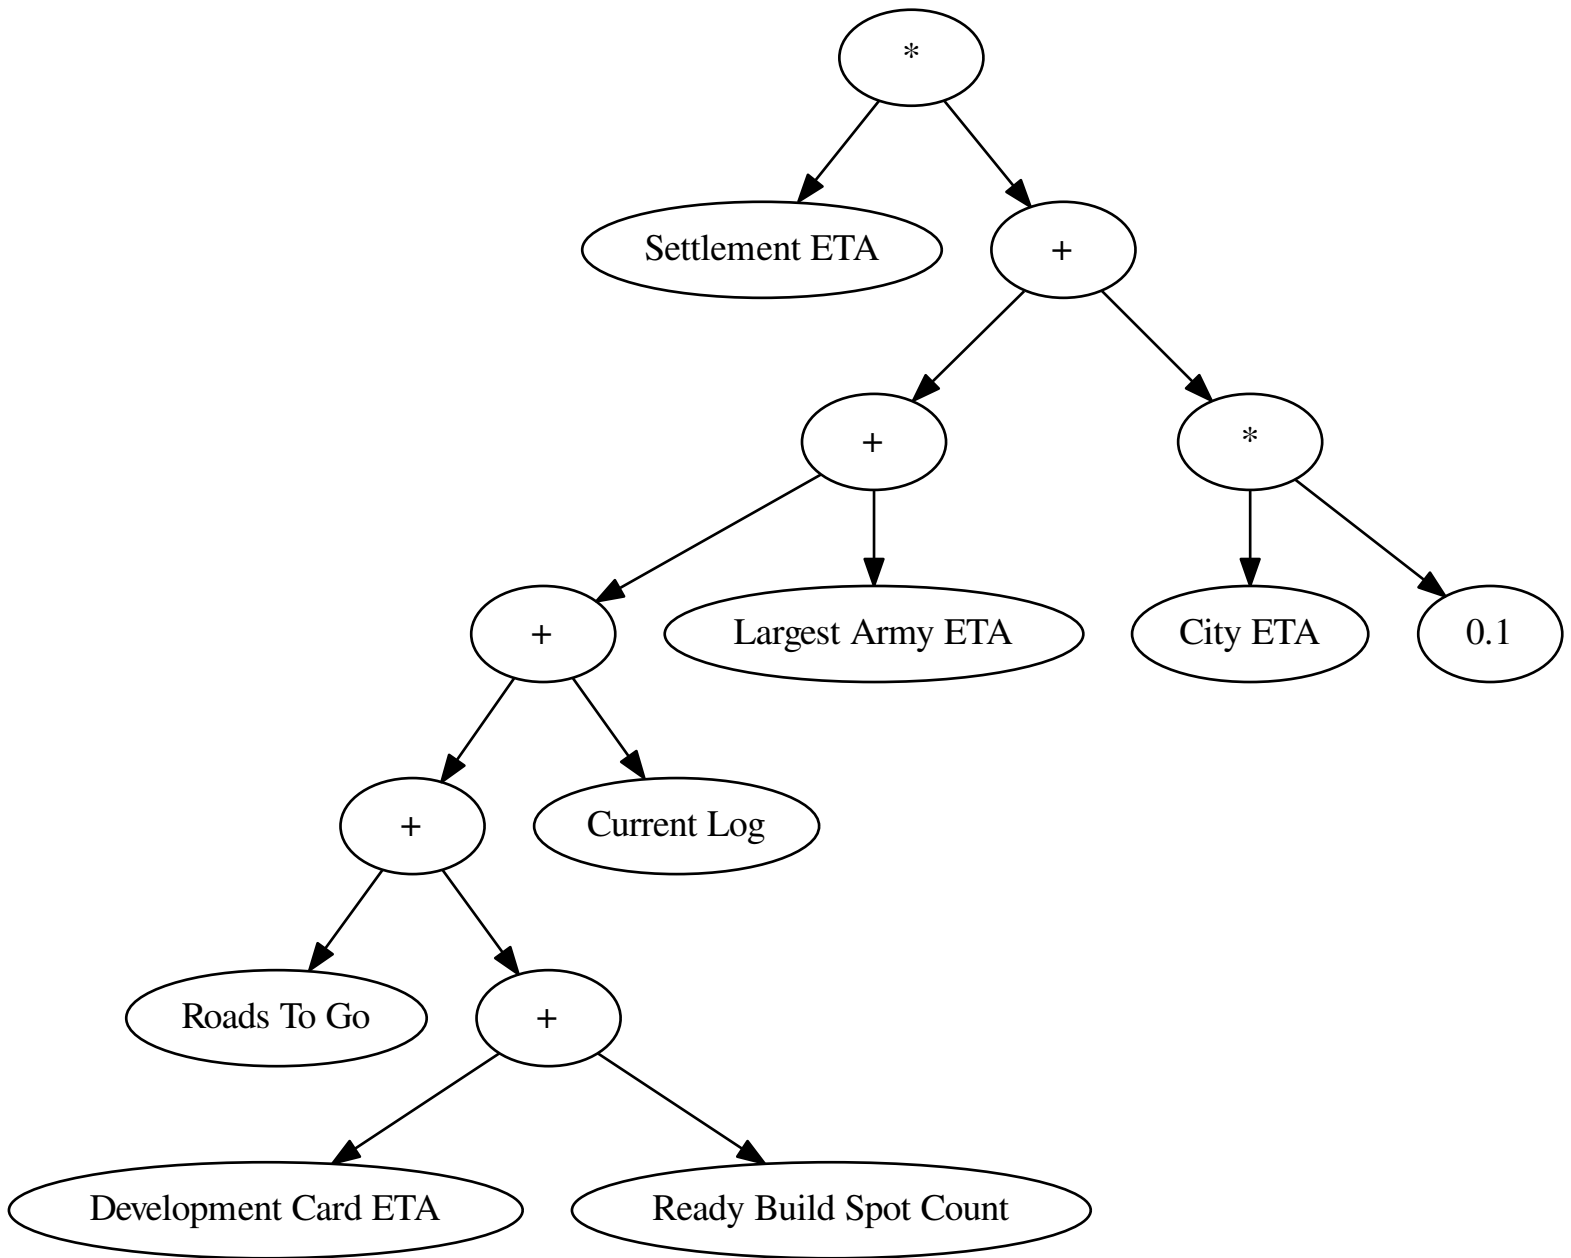 *
Settlement ETA
+
+
*
+
Largest Army ETA
City ETA
0.1
+
Current Log
Roads To Go
+
Development Card ETA
Ready Build Spot Count